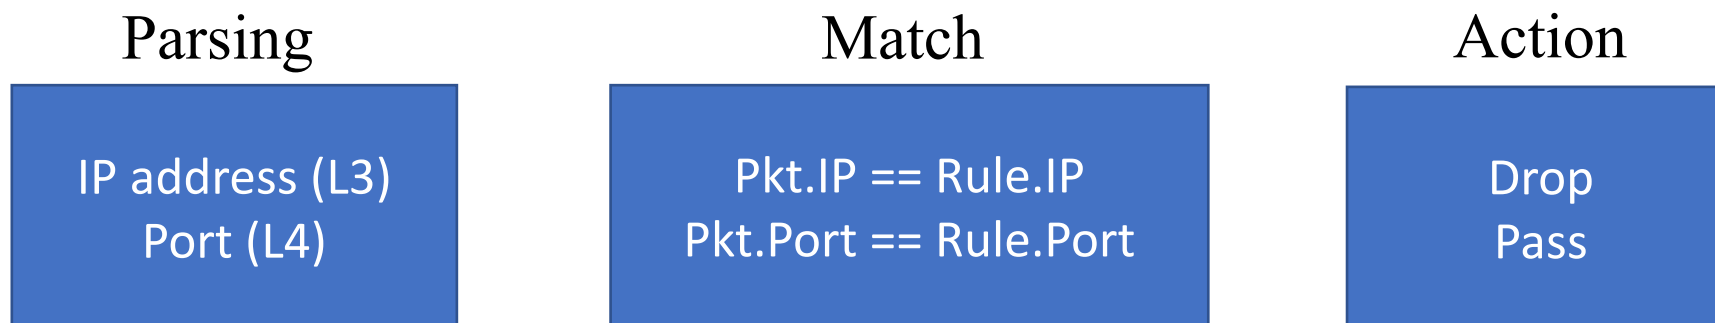 Parsing
IP address (L3)
Port (L4)
Match
Pkt.IP == Rule.IP
Pkt.Port == Rule.Port
Action
Drop
Pass